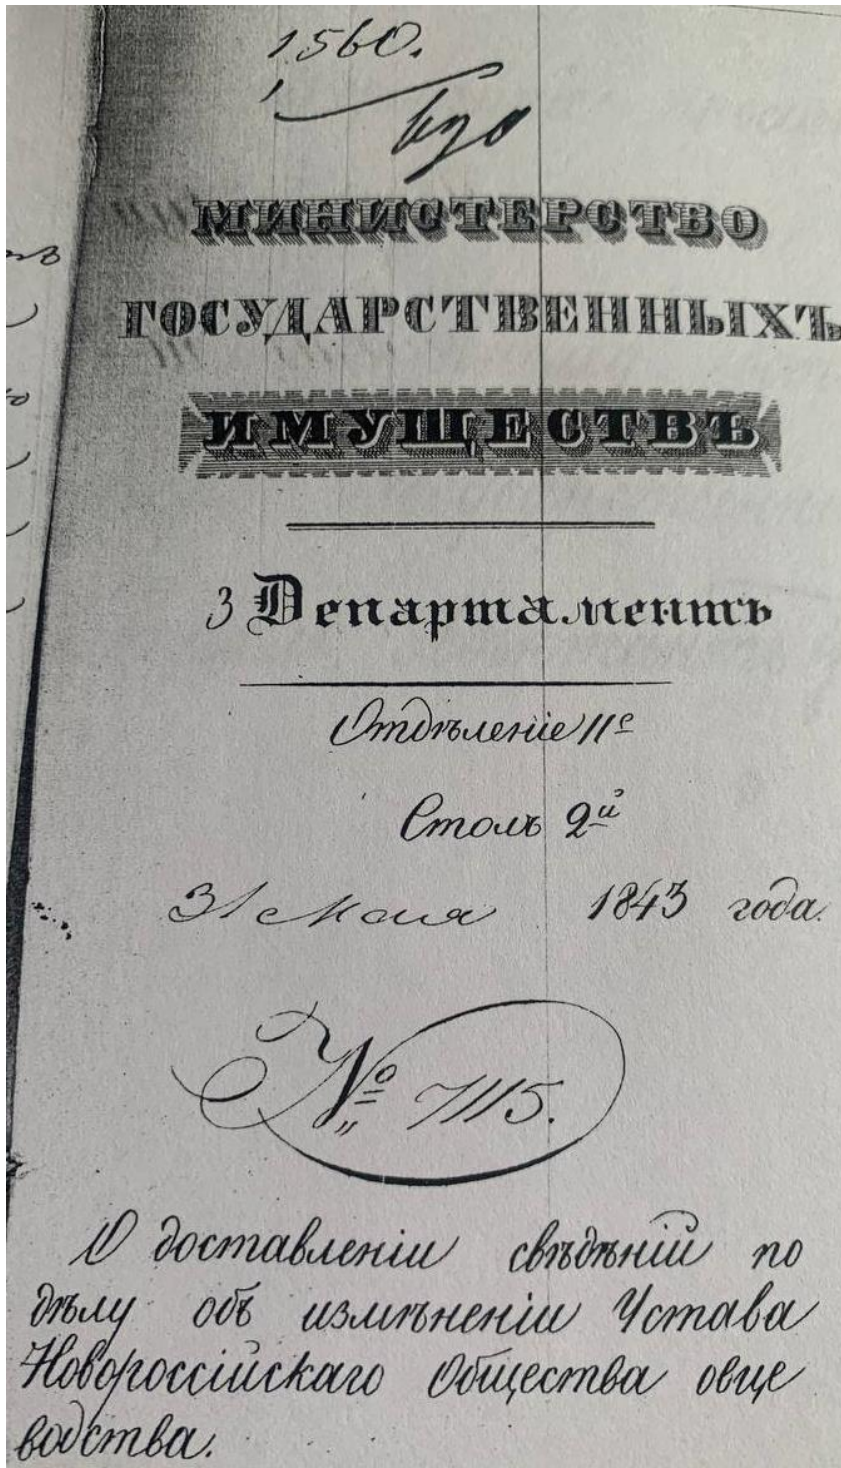 1560.
МИНИСТЕРСТВО
ГОСУДАРСТВЕННЫХЪ
ИМУЩЕСТВЪ
3 Департаментъ
Отдѣленіе 11е
Столъ 2й
31 Мая 1843 года.
№ 7115.
О доставленіи свѣдѣній по
дѣлу объ измѣненіи Устава
Новороссійскаго Общества овце
водства.